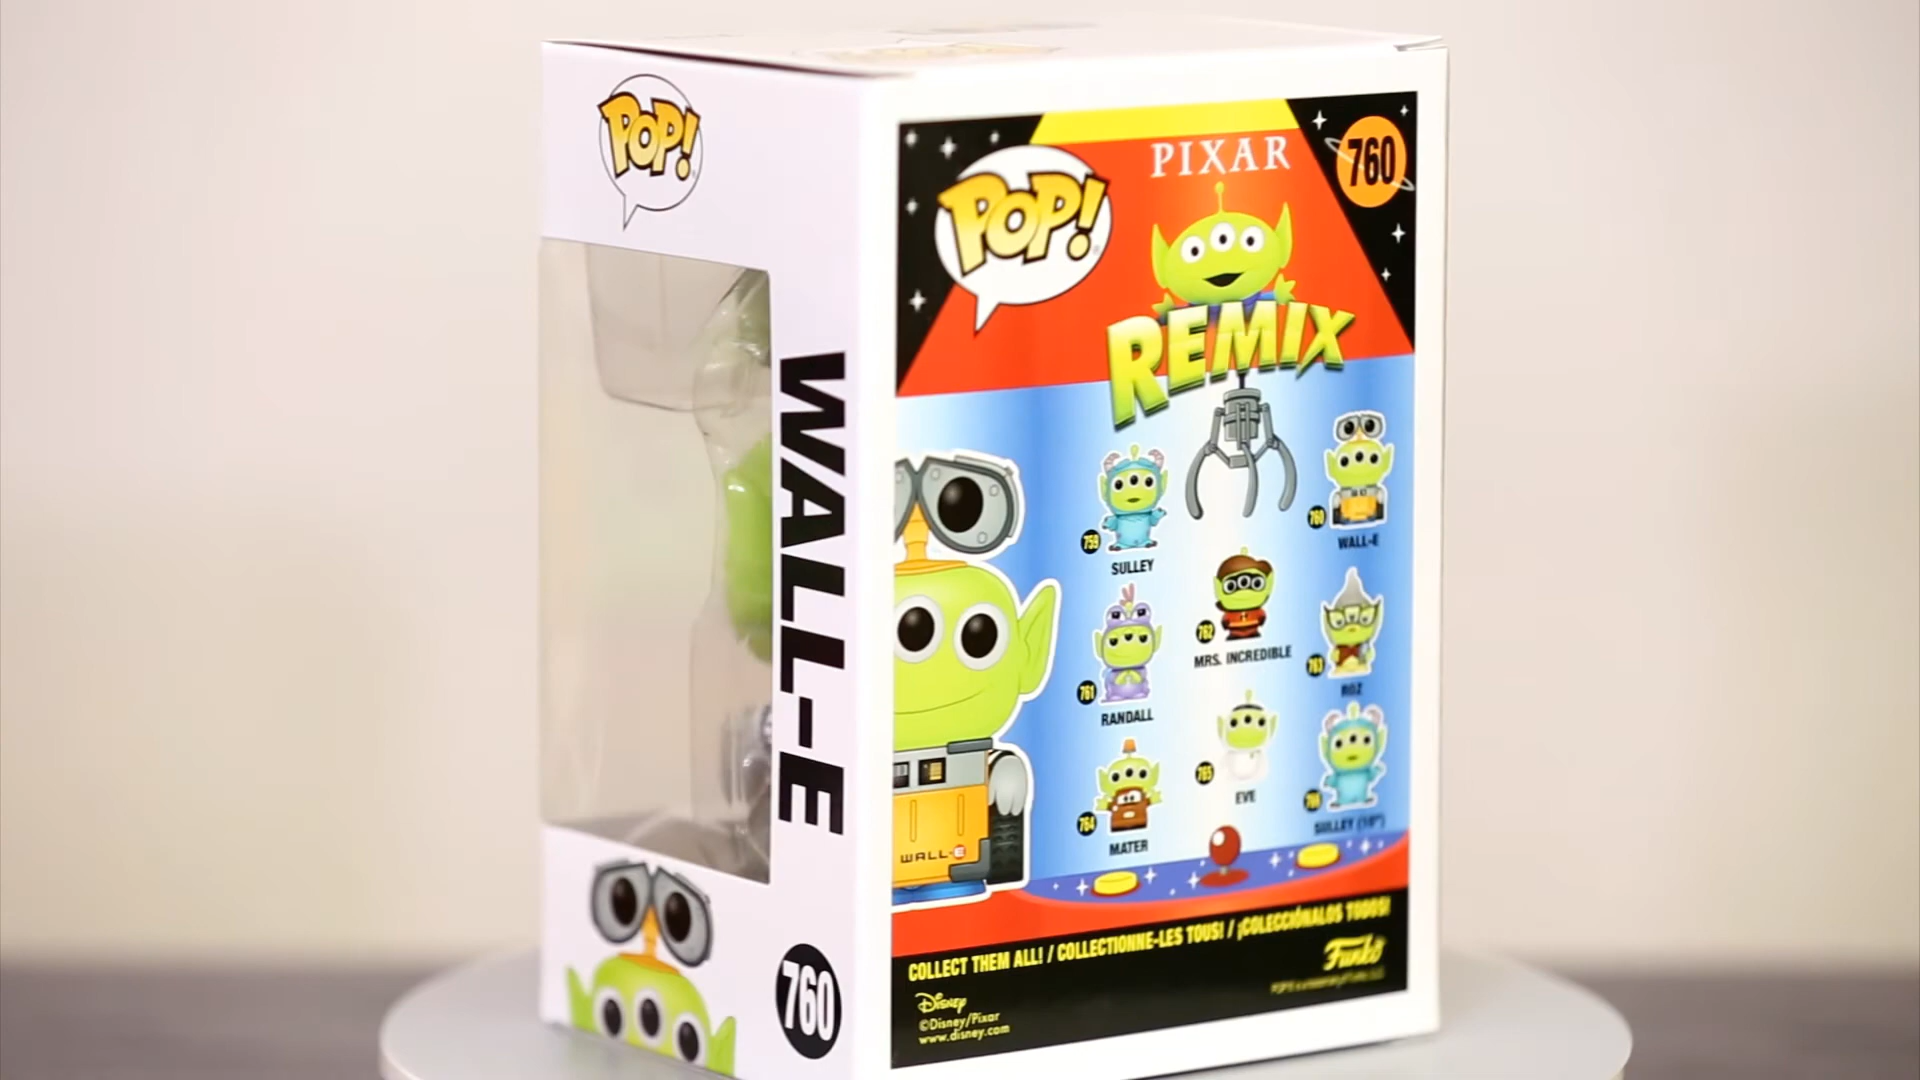 POP!
WALL-E
760
PIXAR
760
POP!
REMIX
759
SULLEY
760
WALL-E
761
RANDALL
762
MRS. INCREDIBLE
763
ROZ
764
MATER
765
EVE
766
SULLEY (10")
WALL-E
COLLECT THEM ALL! / COLLECTIONNE-LES TOUS! / ¡COLECCIÓNALOS TODOS!
Funko
Disney
©Disney/Pixar
www.disney.com